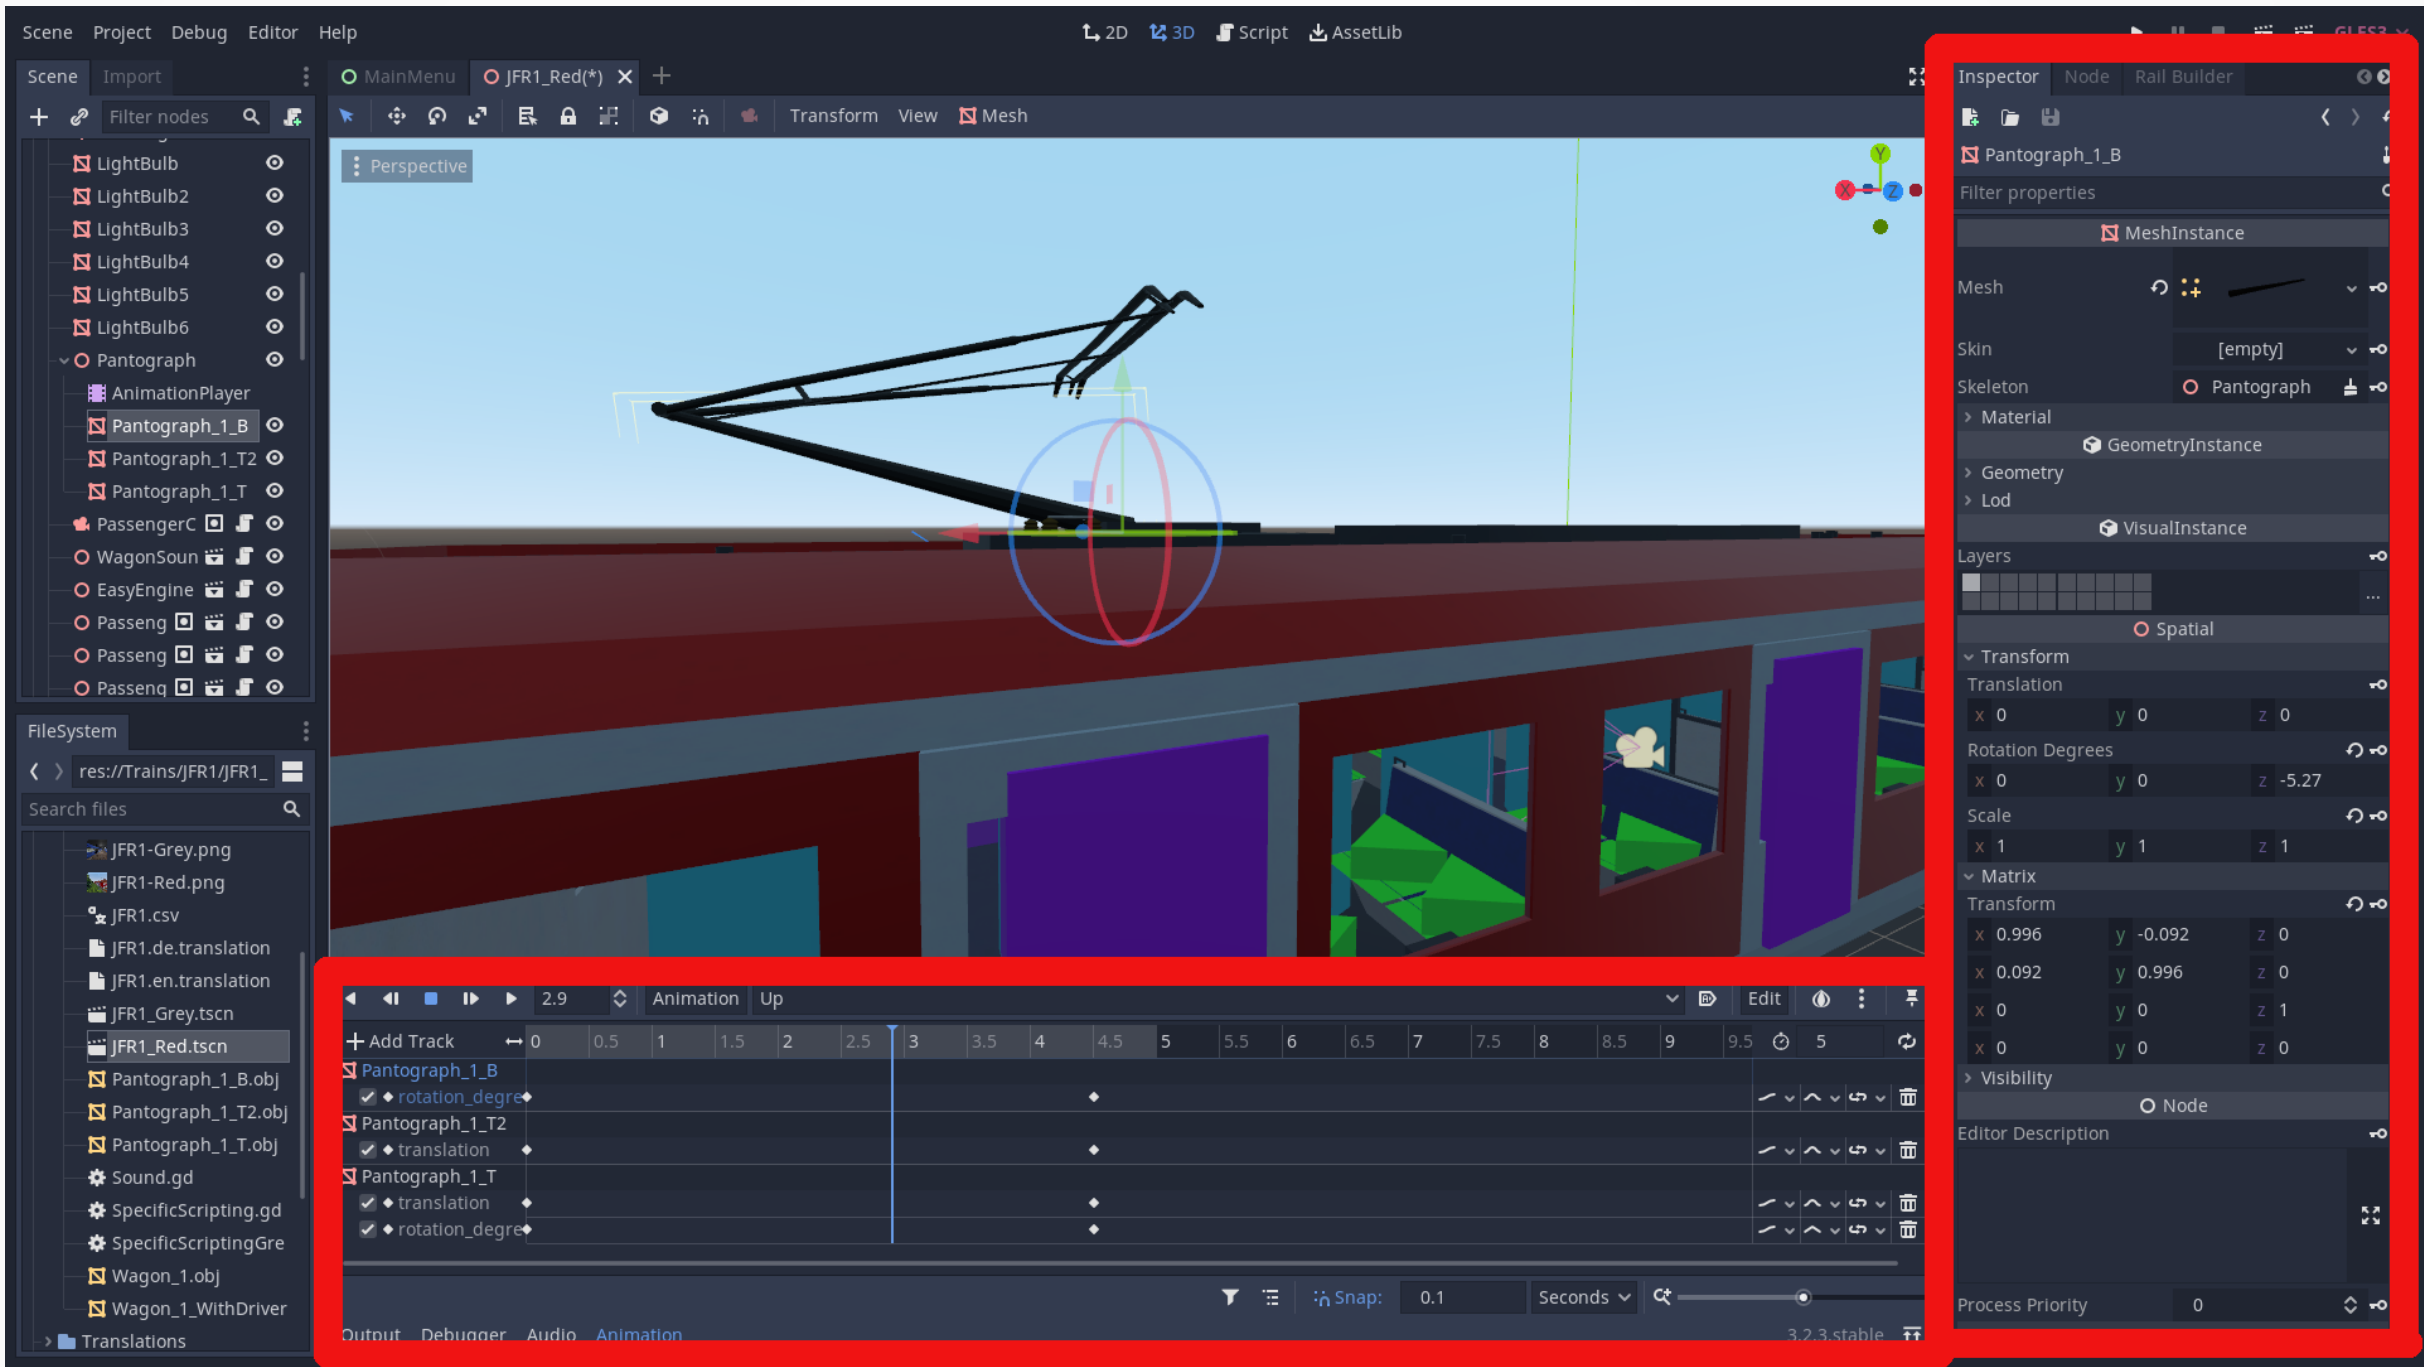 Scene Project Debug Editor Help
2D 3D Script AssetLib
GLES3
Scene Import
Filter nodes
LightBulb
LightBulb2
LightBulb3
LightBulb4
LightBulb5
LightBulb6
Pantograph
AnimationPlayer
Pantograph_1_B
Pantograph_1_T2
Pantograph_1_T
PassengerC
WagonSoun
EasyEngine
Passeng
Passeng
Passeng
FileSystem
res://Trains/JFR1/JFR1_
Search files
JFR1-Grey.png
JFR1-Red.png
JFR1.csv
JFR1.de.translation
JFR1.en.translation
JFR1_Grey.tscn
JFR1_Red.tscn
Pantograph_1_B.obj
Pantograph_1_T2.obj
Pantograph_1_T.obj
Sound.gd
SpecificScripting.gd
SpecificScriptingGre
Wagon_1.obj
Wagon_1_WithDriver
Translations
MainMenu JFR1_Red(*)
Transform View Mesh
Perspective
Y
X Z
2.9 Animation Up Edit
Add Track 0 0.5 1 1.5 2 2.5 3 3.5 4 4.5 5 5.5 6 6.5 7 7.5 8 8.5 9 9.5 5
Pantograph_1_B
rotation_degre
Pantograph_1_T2
translation
Pantograph_1_T
translation
rotation_degre
Snap: 0.1 Seconds
Output Debugger Audio Animation 3.2.3.stable
Inspector Node Rail Builder
Pantograph_1_B
Filter properties
MeshInstance
Mesh
Skin [empty]
Skeleton Pantograph
Material
GeometryInstance
Geometry
Lod
VisualInstance
Layers
...
Spatial
Transform
Translation
x 0 y 0 z 0
Rotation Degrees
x 0 y 0 z -5.27
Scale
x 1 y 1 z 1
Matrix
Transform
x 0.996 y -0.092 z 0
x 0.092 y 0.996 z 0
x 0 y 0 z 1
x 0 y 0 z 0
Visibility
Node
Editor Description
Process Priority 0